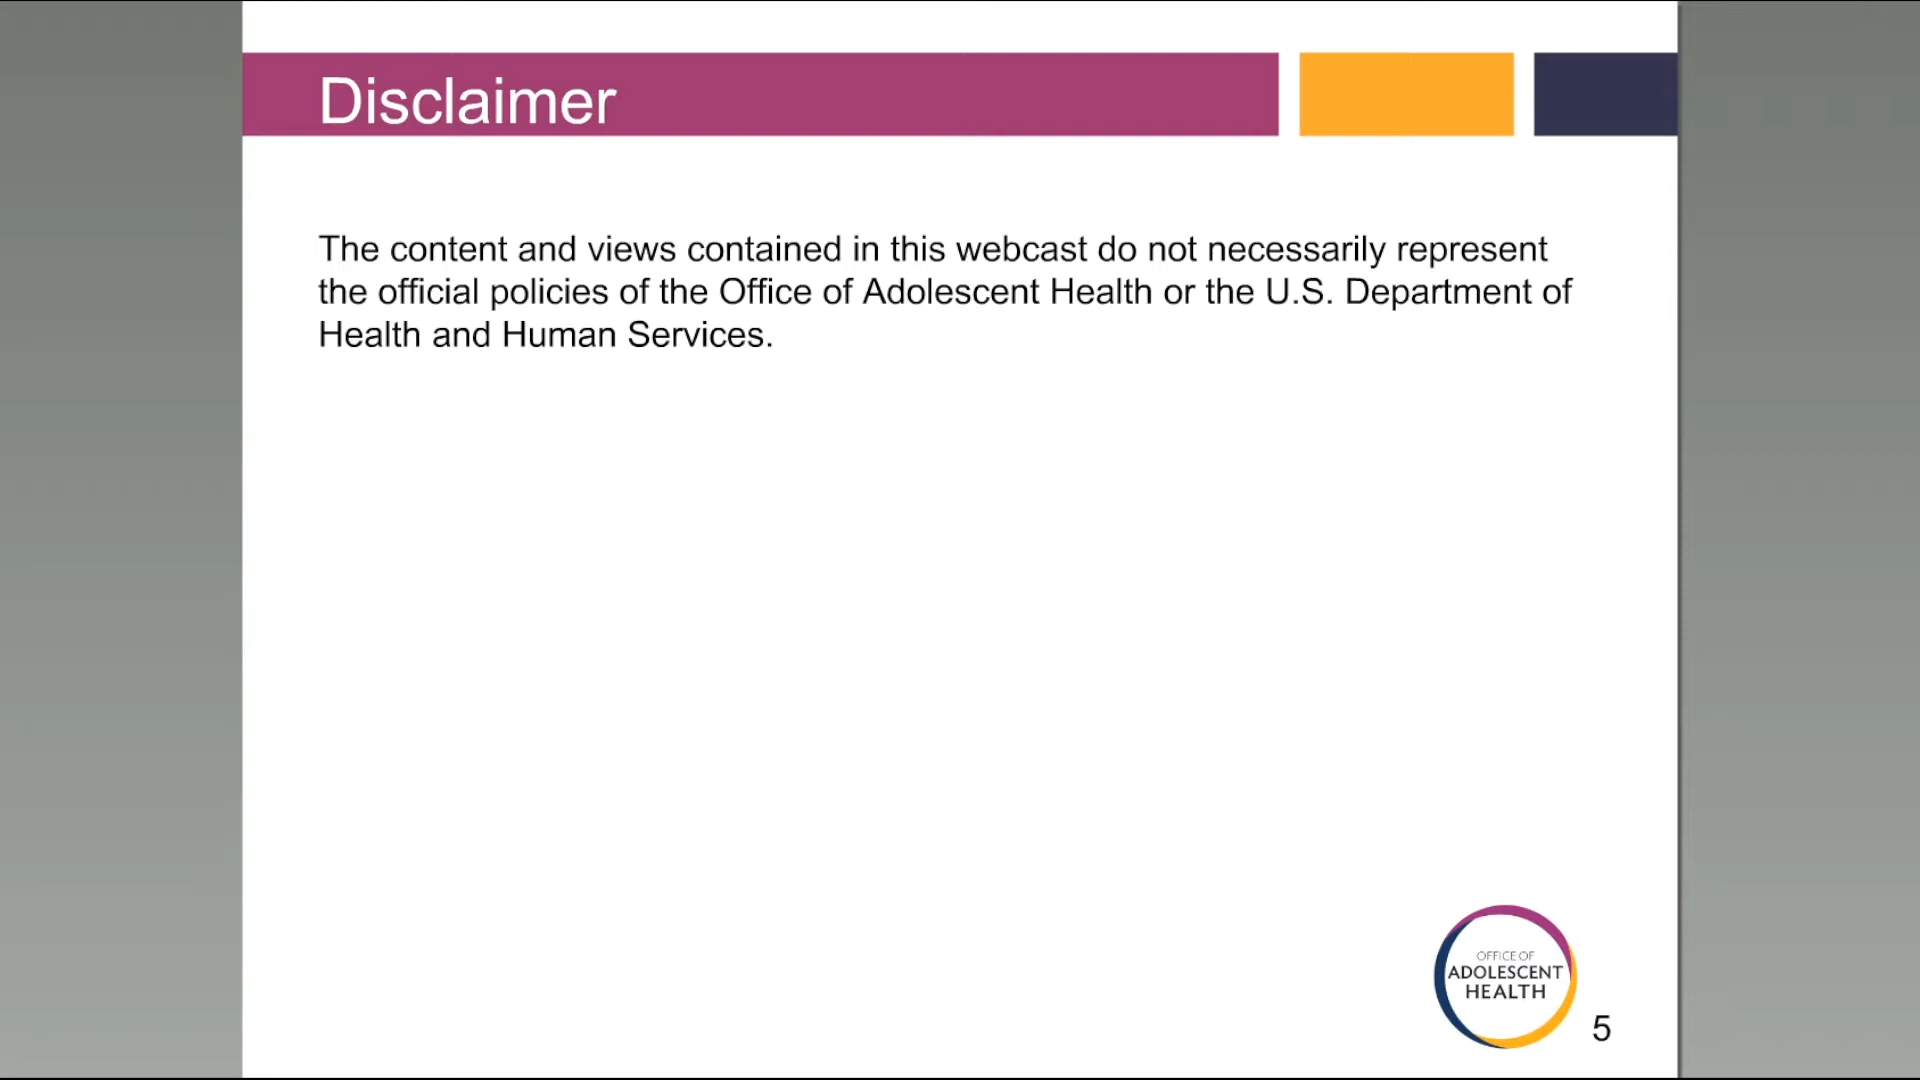 Disclaimer
The content and views contained in this webcast do not necessarily represent
the official policies of the Office of Adolescent Health or the U.S. Department of
Health and Human Services.
OFFICE OF
ADOLESCENT
HEALTH
5